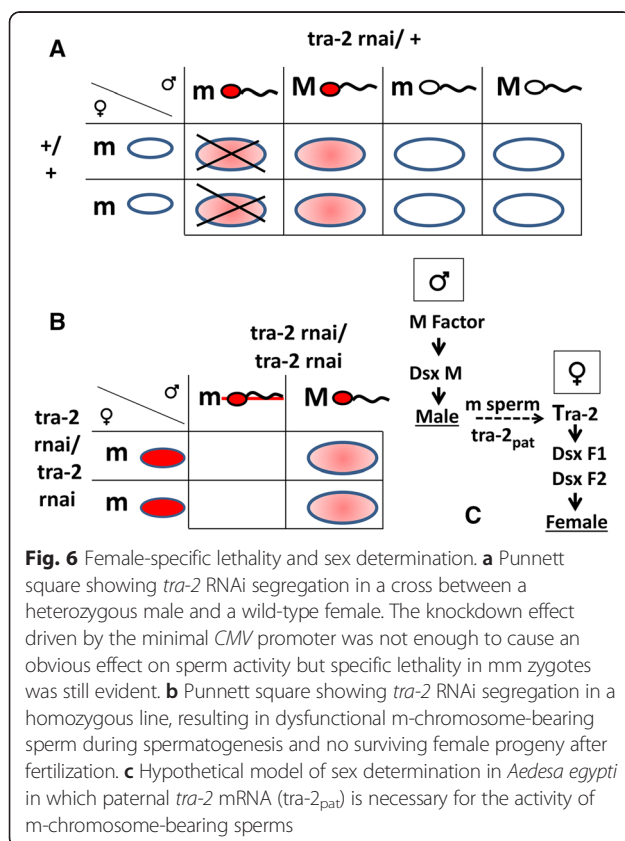 A
tra-2 rnai/ +
♂
♀
m M m M
+/
+
m
m
B
tra-2 rnai/
tra-2 rnai
♂
♀
m M
tra-2
rnai/
tra-2
rnai
m
m
♂
M Factor
Dsx M
Male
m sperm
tra-2pat
♀
Tra-2
Dsx F1
Dsx F2
Female
C
Fig. 6 Female-specific lethality and sex determination. a Punnett
square showing tra-2 RNAi segregation in a cross between a
heterozygous male and a wild-type female. The knockdown effect
driven by the minimal CMV promoter was not enough to cause an
obvious effect on sperm activity but specific lethality in mm zygotes
was still evident. b Punnett square showing tra-2 RNAi segregation in a
homozygous line, resulting in dysfunctional m-chromosome-bearing
sperm during spermatogenesis and no surviving female progeny after
fertilization. c Hypothetical model of sex determination in Aedesa egypti
in which paternal tra-2 mRNA (tra-2pat) is necessary for the activity of
m-chromosome-bearing sperms